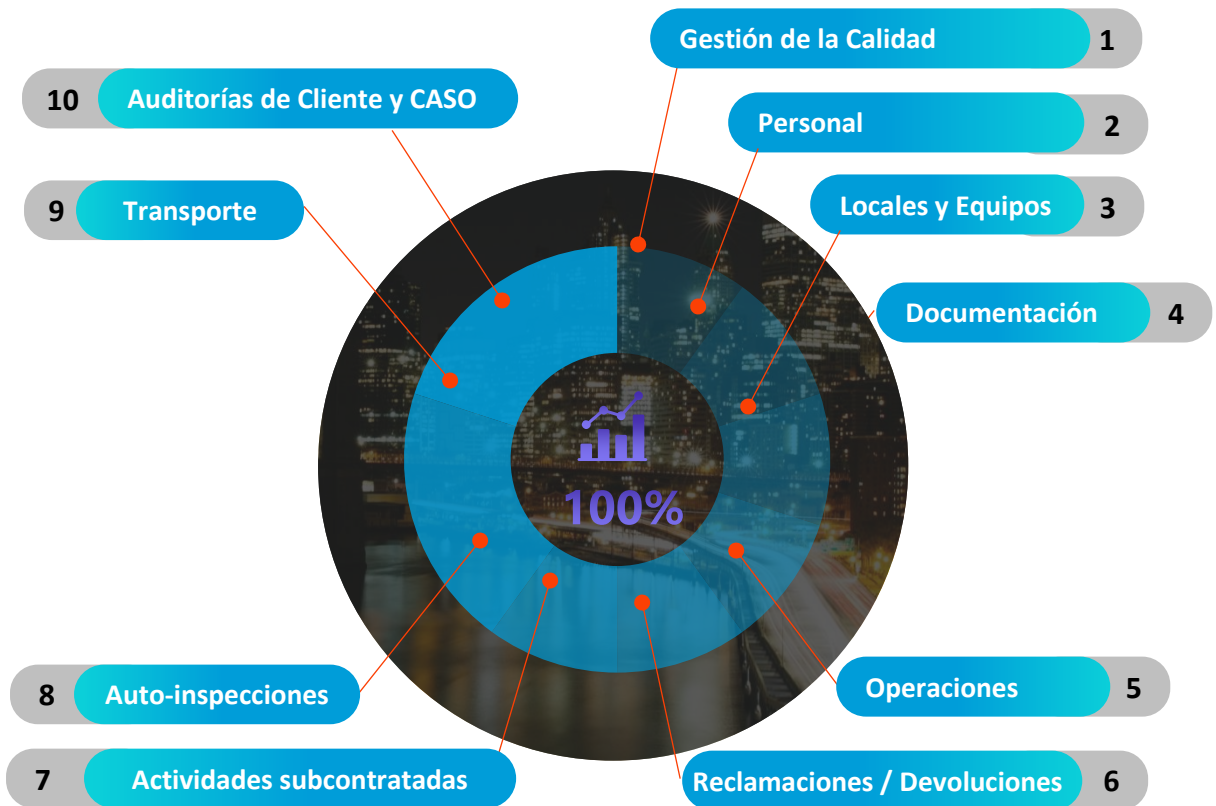 Gestión de la Calidad 1
Personal 2
Locales y Equipos 3
Documentación 4
Operaciones 5
Reclamaciones / Devoluciones 6
7 Actividades subcontratadas
8 Auto-inspecciones
9 Transporte
10 Auditorías de Cliente y CASO
100%